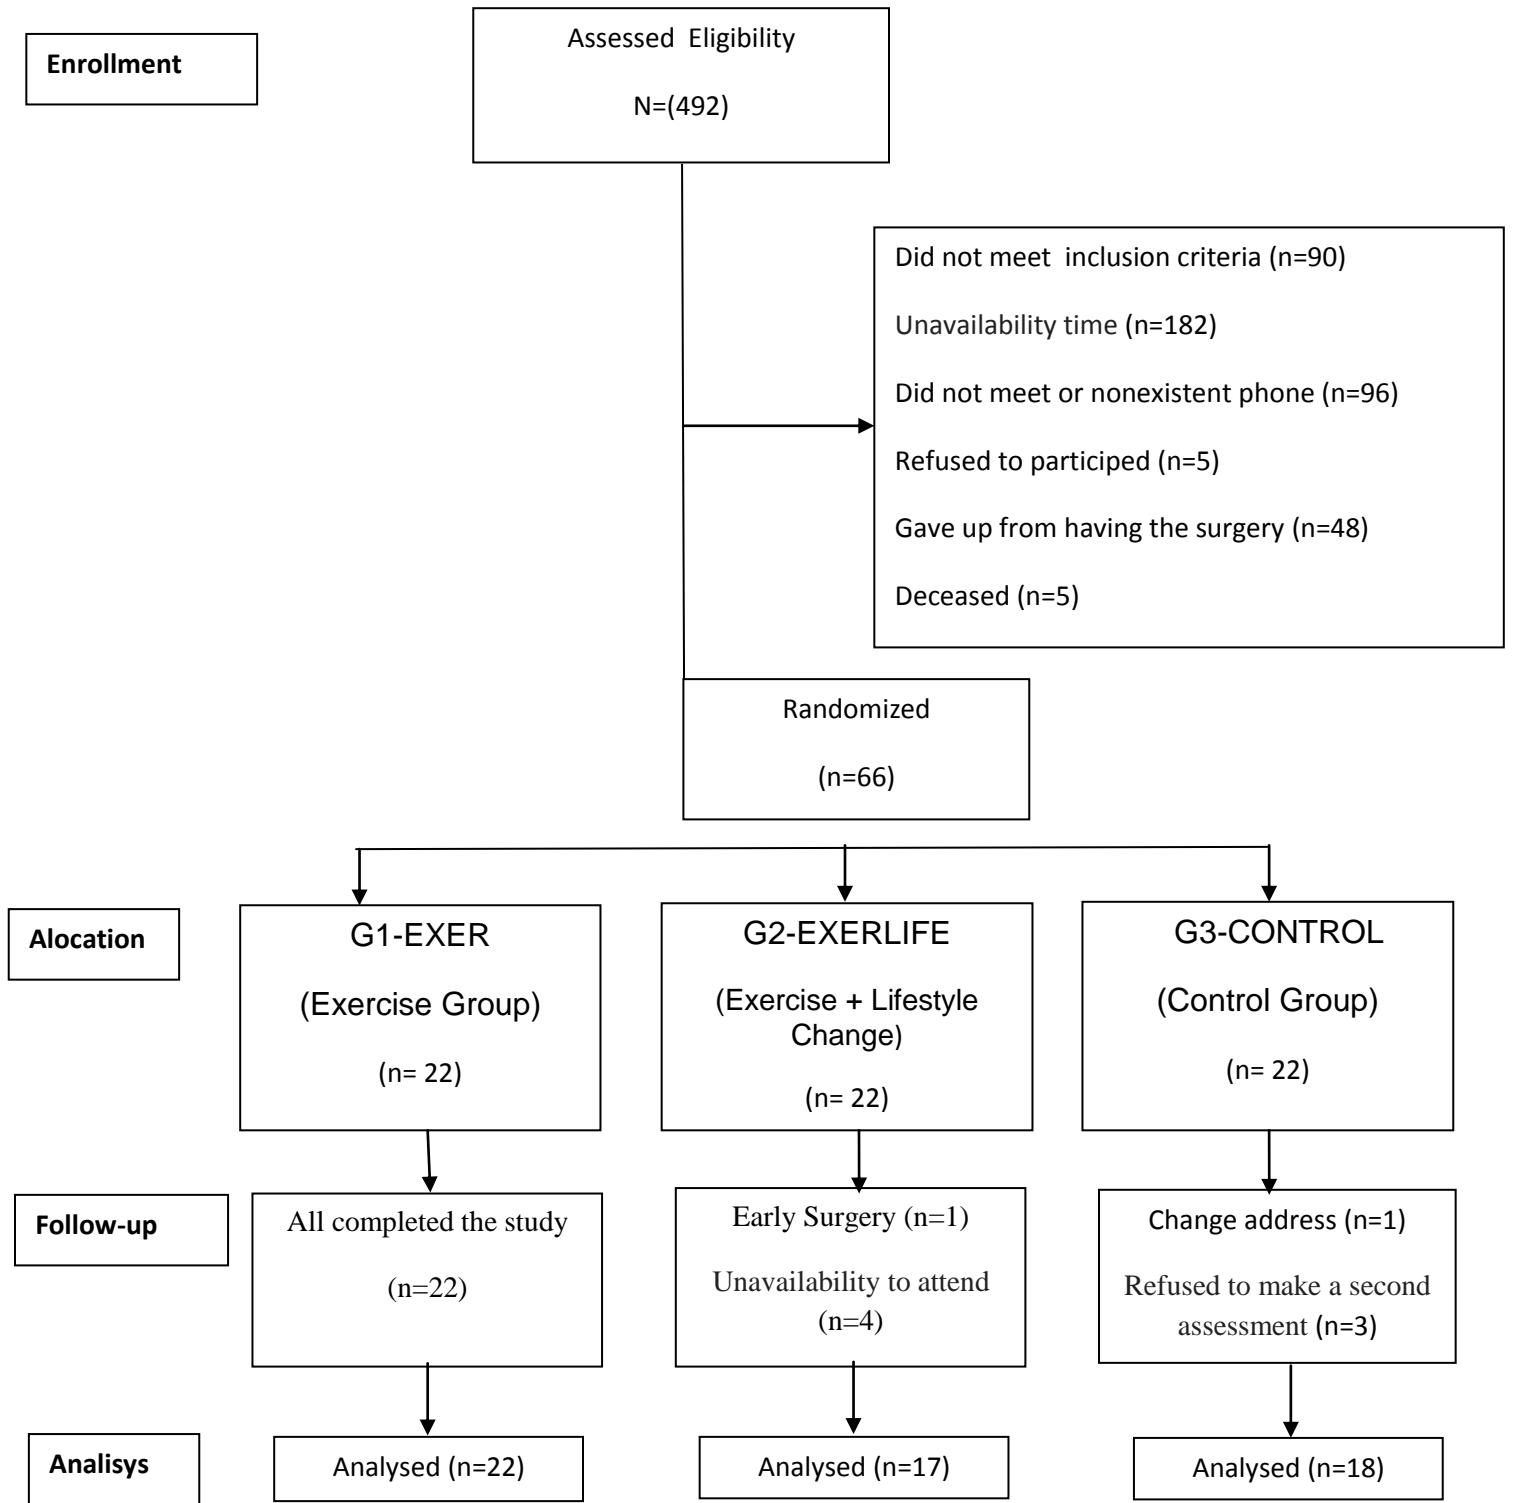 Enrollment
Assessed Eligibility
N=(492)
Did not meet inclusion criteria (n=90)
Unavailability time (n=182)
Did not meet or nonexistent phone (n=96)
Refused to participed (n=5)
Gave up from having the surgery (n=48)
Deceased (n=5)
Randomized
(n=66)
Alocation
G1-EXER
(Exercise Group)
(n= 22)
G2-EXERLIFE
(Exercise + Lifestyle
Change)
(n= 22)
G3-CONTROL
(Control Group)
(n= 22)
Follow-up
All completed the study
(n=22)
Early Surgery (n=1)
Unavailability to attend
(n=4)
Change address (n=1)
Refused to make a second
assessment (n=3)
Analisys
Analysed (n=22)
Analysed (n=17)
Analysed (n=18)